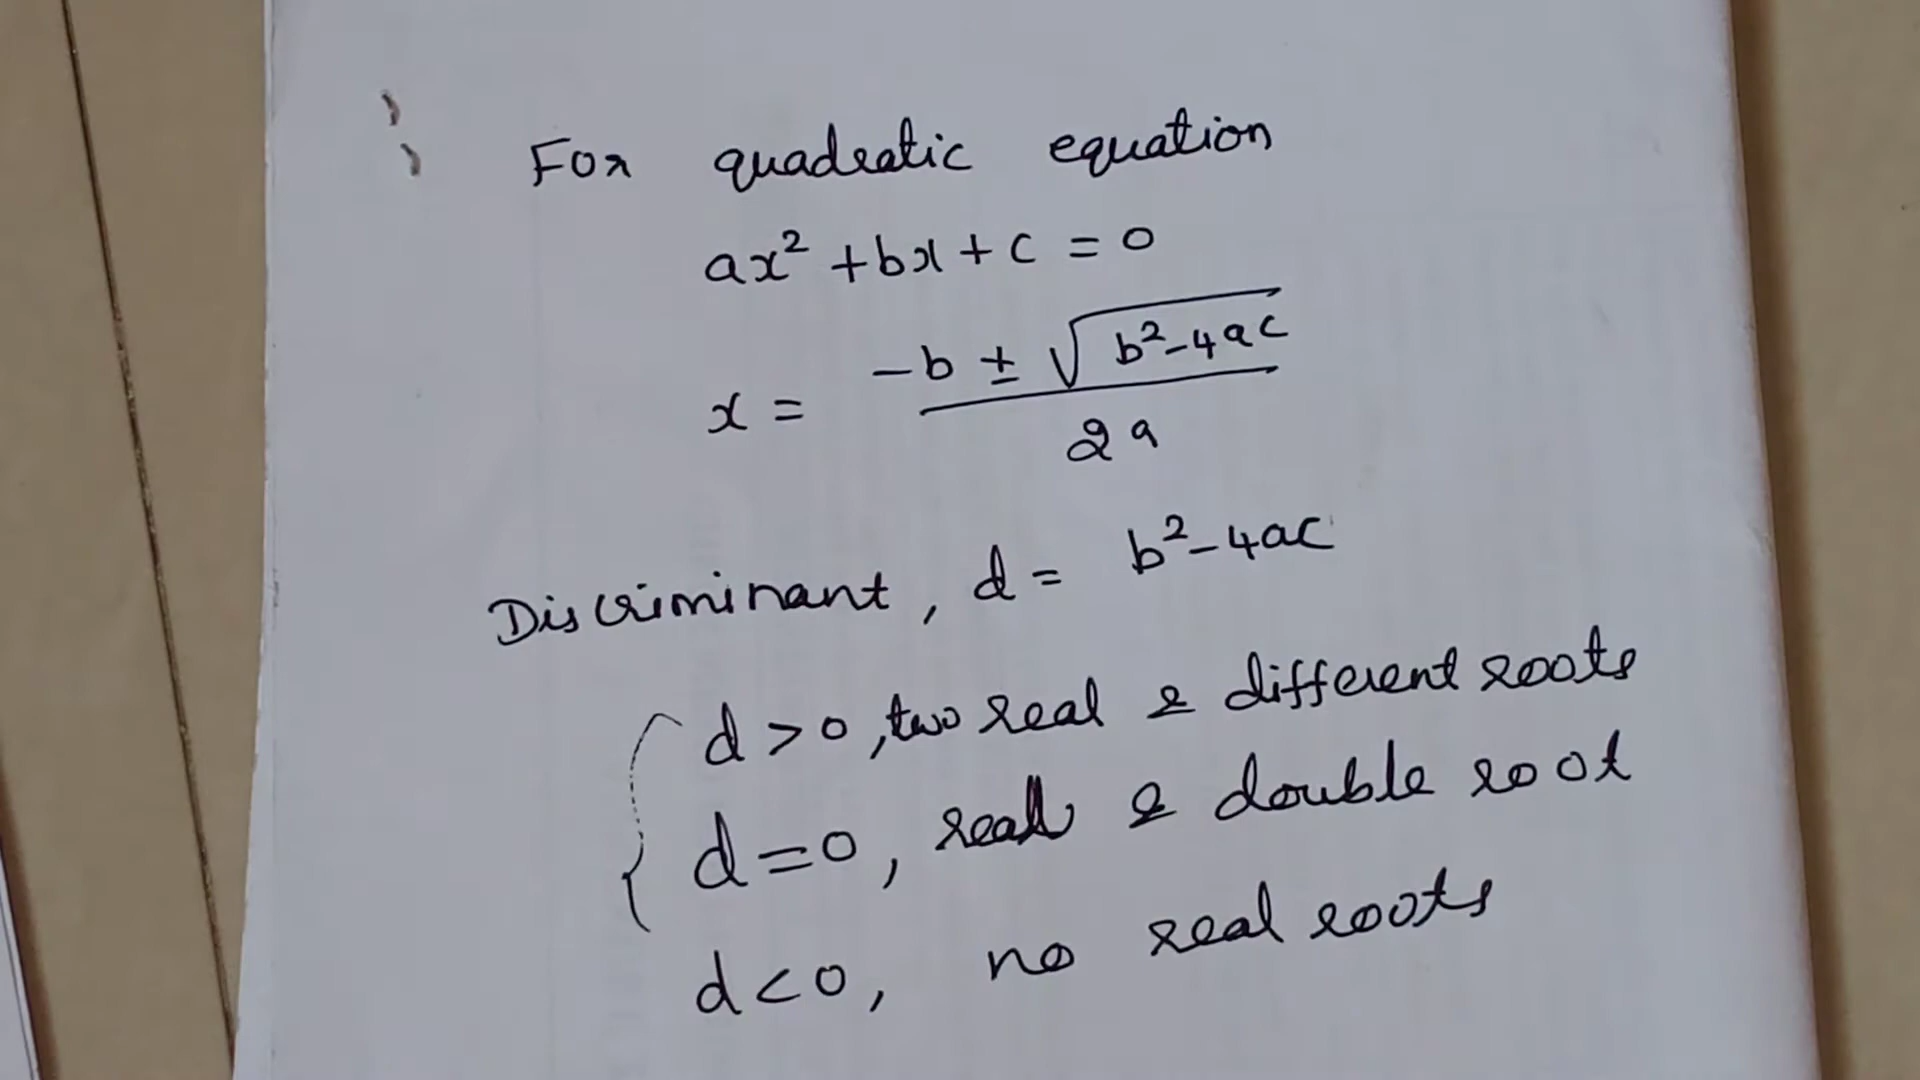 For quadratic equation
ax² + bx + c = 0
x = (-b ± √(b²-4ac)) / 2a
Discriminant, d = b²-4ac
d > 0, two real & different roots
d = 0, real & double root
d < 0, no real roots